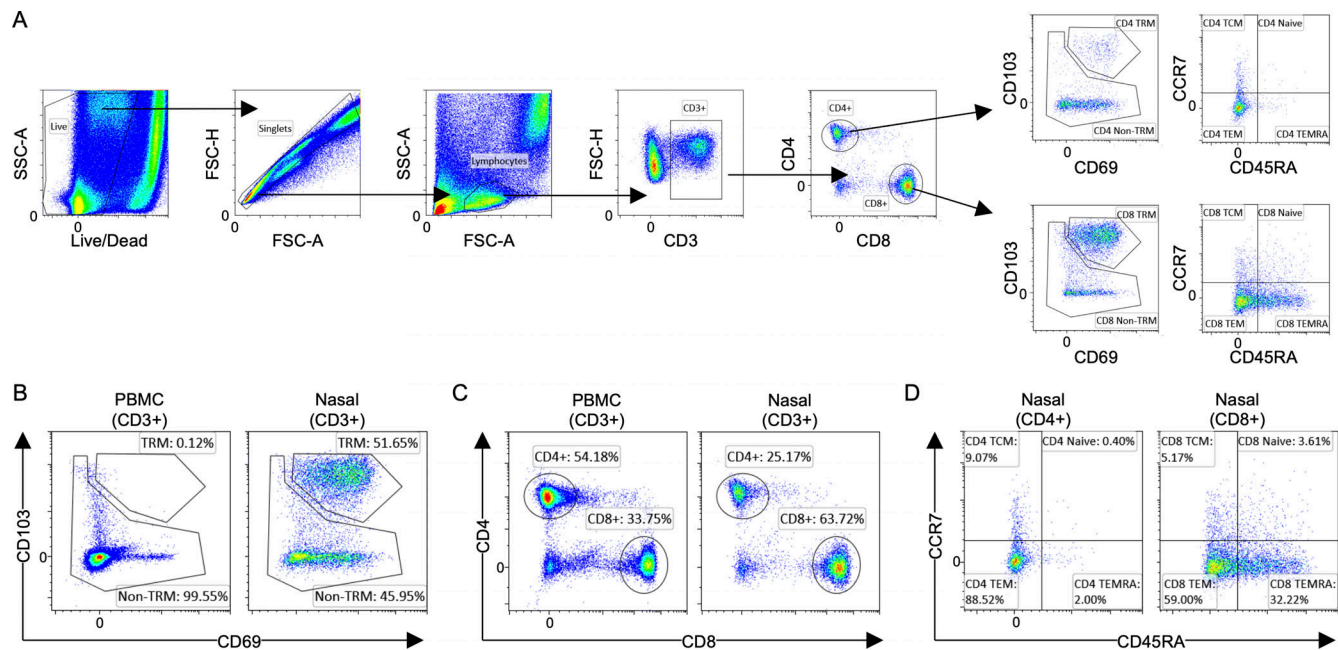 A
SSC-A
Live
0
0
Live/Dead
FSC-H
Singlets
0
0
FSC-A
SSC-A
Lymphocytes
0
0
FSC-A
FSC-H
CD3+
0
0
CD3
CD4
CD4+
0
CD8+
0
CD8
CD103
CD4 TRM
0
CD4 Non-TRM
0
CD69
CCR7
CD4 TCM
CD4 Naive
0
CD4 TEM
CD4 TEMRA
0
CD45RA
CD103
CD8 TRM
0
CD8 Non-TRM
0
CD69
CCR7
CD8 TCM
CD8 Naive
0
CD8 TEM
CD8 TEMRA
0
CD45RA
B
PBMC
(CD3+)
Nasal
(CD3+)
CD103
TRM: 0.12%
TRM: 51.65%
0
Non-TRM: 99.55%
Non-TRM: 45.95%
0
CD69
C
PBMC
(CD3+)
Nasal
(CD3+)
CD4
CD4+: 54.18%
CD4+: 25.17%
CD8+: 33.75%
CD8+: 63.72%
0
0
CD8
D
Nasal
(CD4+)
Nasal
(CD8+)
CCR7
CD4 TCM:
9.07%
CD4 Naive: 0.40%
CD8 TCM:
5.17%
CD8 Naive: 3.61%
0
CD4 TEM:
88.52%
CD4 TEMRA:
2.00%
CD8 TEM:
59.00%
CD8 TEMRA:
32.22%
0
CD45RA